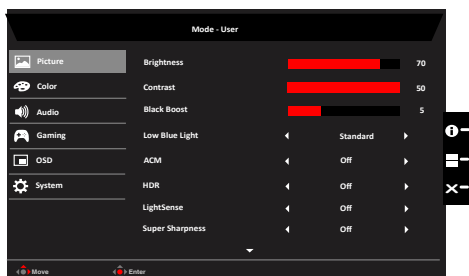 Mode - User
Picture
Brightness 70
Color
Contrast 50
Audio
Black Boost 5
Gaming
Low Blue Light Standard
OSD
ACM Off
System
HDR Off
LightSense Off
Super Sharpness Off
Move Enter